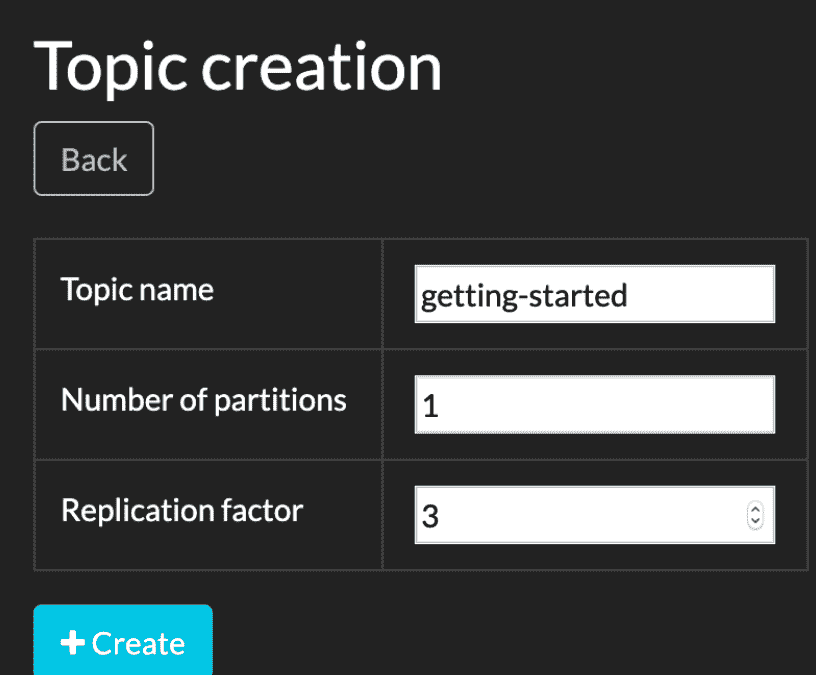 Topic creation
Back
Topic name
getting-started
Number of partitions
1
Replication factor
3
+ Create